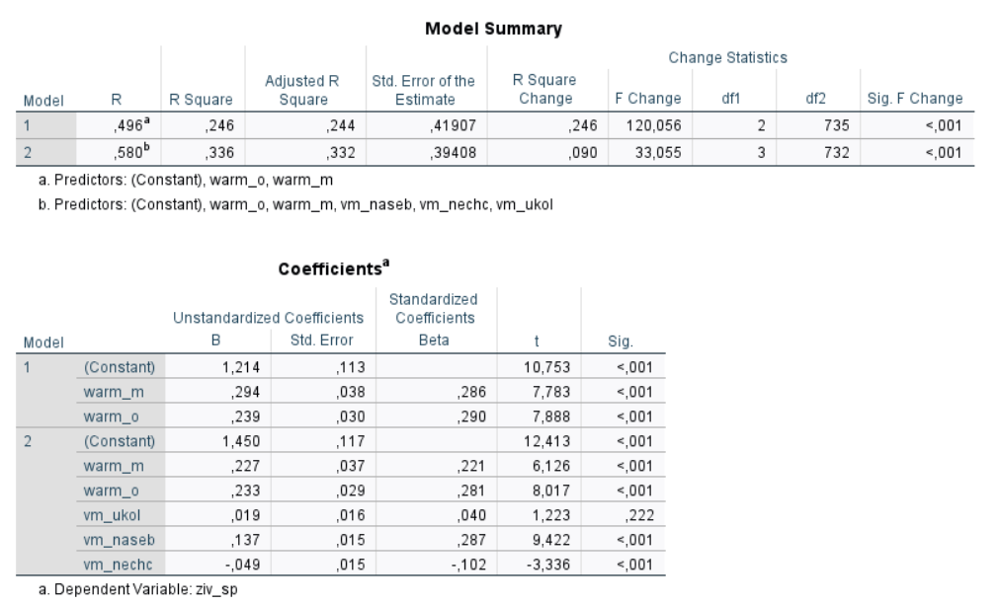 Model Summary
Change Statistics
Model R R Square Adjusted R Square Std. Error of the Estimate R Square Change F Change df1 df2 Sig. F Change
1 ,496a ,246 ,244 ,41907 ,246 120,056 2 735 <,001
2 ,580b ,336 ,332 ,39408 ,090 33,055 3 732 <,001
a. Predictors: (Constant), warm_o, warm_m
b. Predictors: (Constant), warm_o, warm_m, vm_naseb, vm_nechc, vm_ukol
Coefficientsa
Unstandardized Coefficients Standardized Coefficients
Model B Std. Error Beta t Sig.
1 (Constant) 1,214 ,113 10,753 <,001
warm_m ,294 ,038 ,286 7,783 <,001
warm_o ,239 ,030 ,290 7,888 <,001
2 (Constant) 1,450 ,117 12,413 <,001
warm_m ,227 ,037 ,221 6,126 <,001
warm_o ,233 ,029 ,281 8,017 <,001
vm_ukol ,019 ,016 ,040 1,223 ,222
vm_naseb ,137 ,015 ,287 9,422 <,001
vm_nechc -,049 ,015 -,102 -3,336 <,001
a. Dependent Variable: ziv_sp